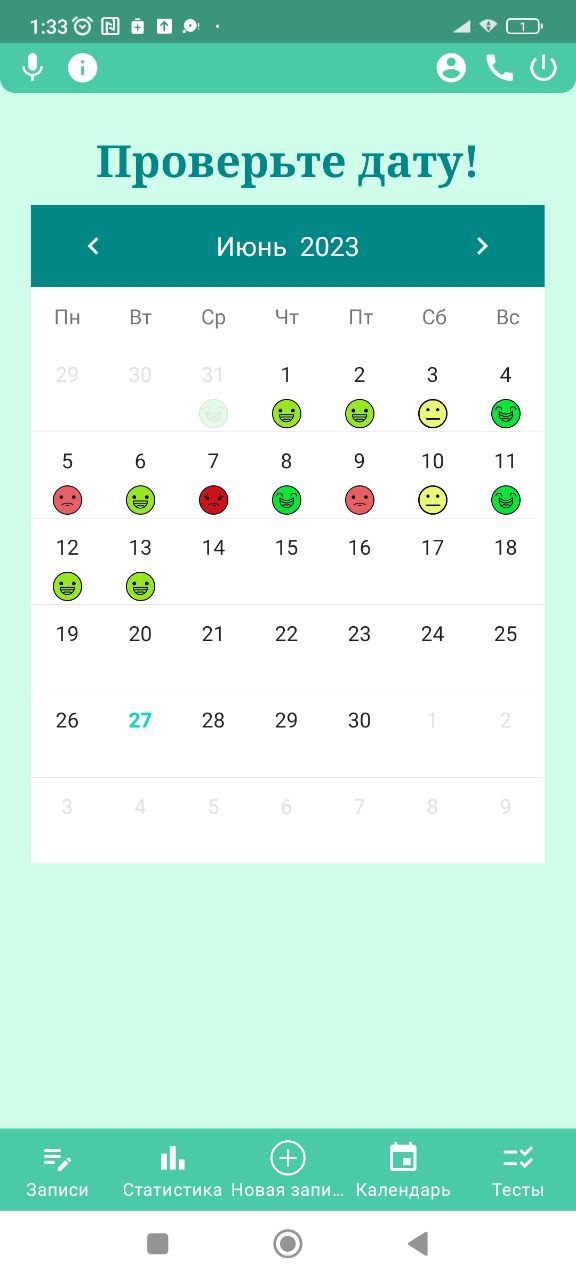 1:33 1
Проверьте дату!
Июнь 2023
Пн Вт Ср Чт Пт Сб Вс
29 30 31 1 2 3 4
5 6 7 8 9 10 11
12 13 14 15 16 17 18
19 20 21 22 23 24 25
26 27 28 29 30 1 2
3 4 5 6 7 8 9
Записи Статистика Новая запи... Календарь Тесты